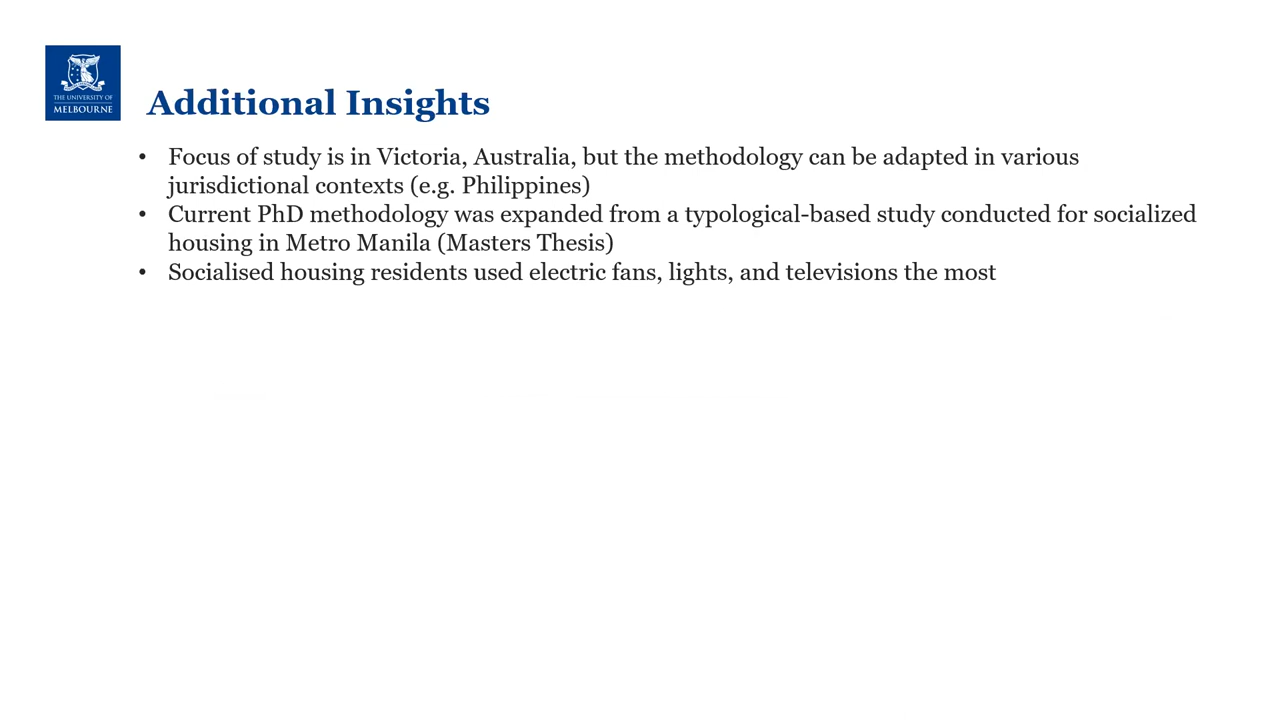 THE UNIVERSITY OF
MELBOURNE
Additional Insights
• Focus of study is in Victoria, Australia, but the methodology can be adapted in various
jurisdictional contexts (e.g. Philippines)
• Current PhD methodology was expanded from a typological-based study conducted for socialized
housing in Metro Manila (Masters Thesis)
• Socialised housing residents used electric fans, lights, and televisions the most